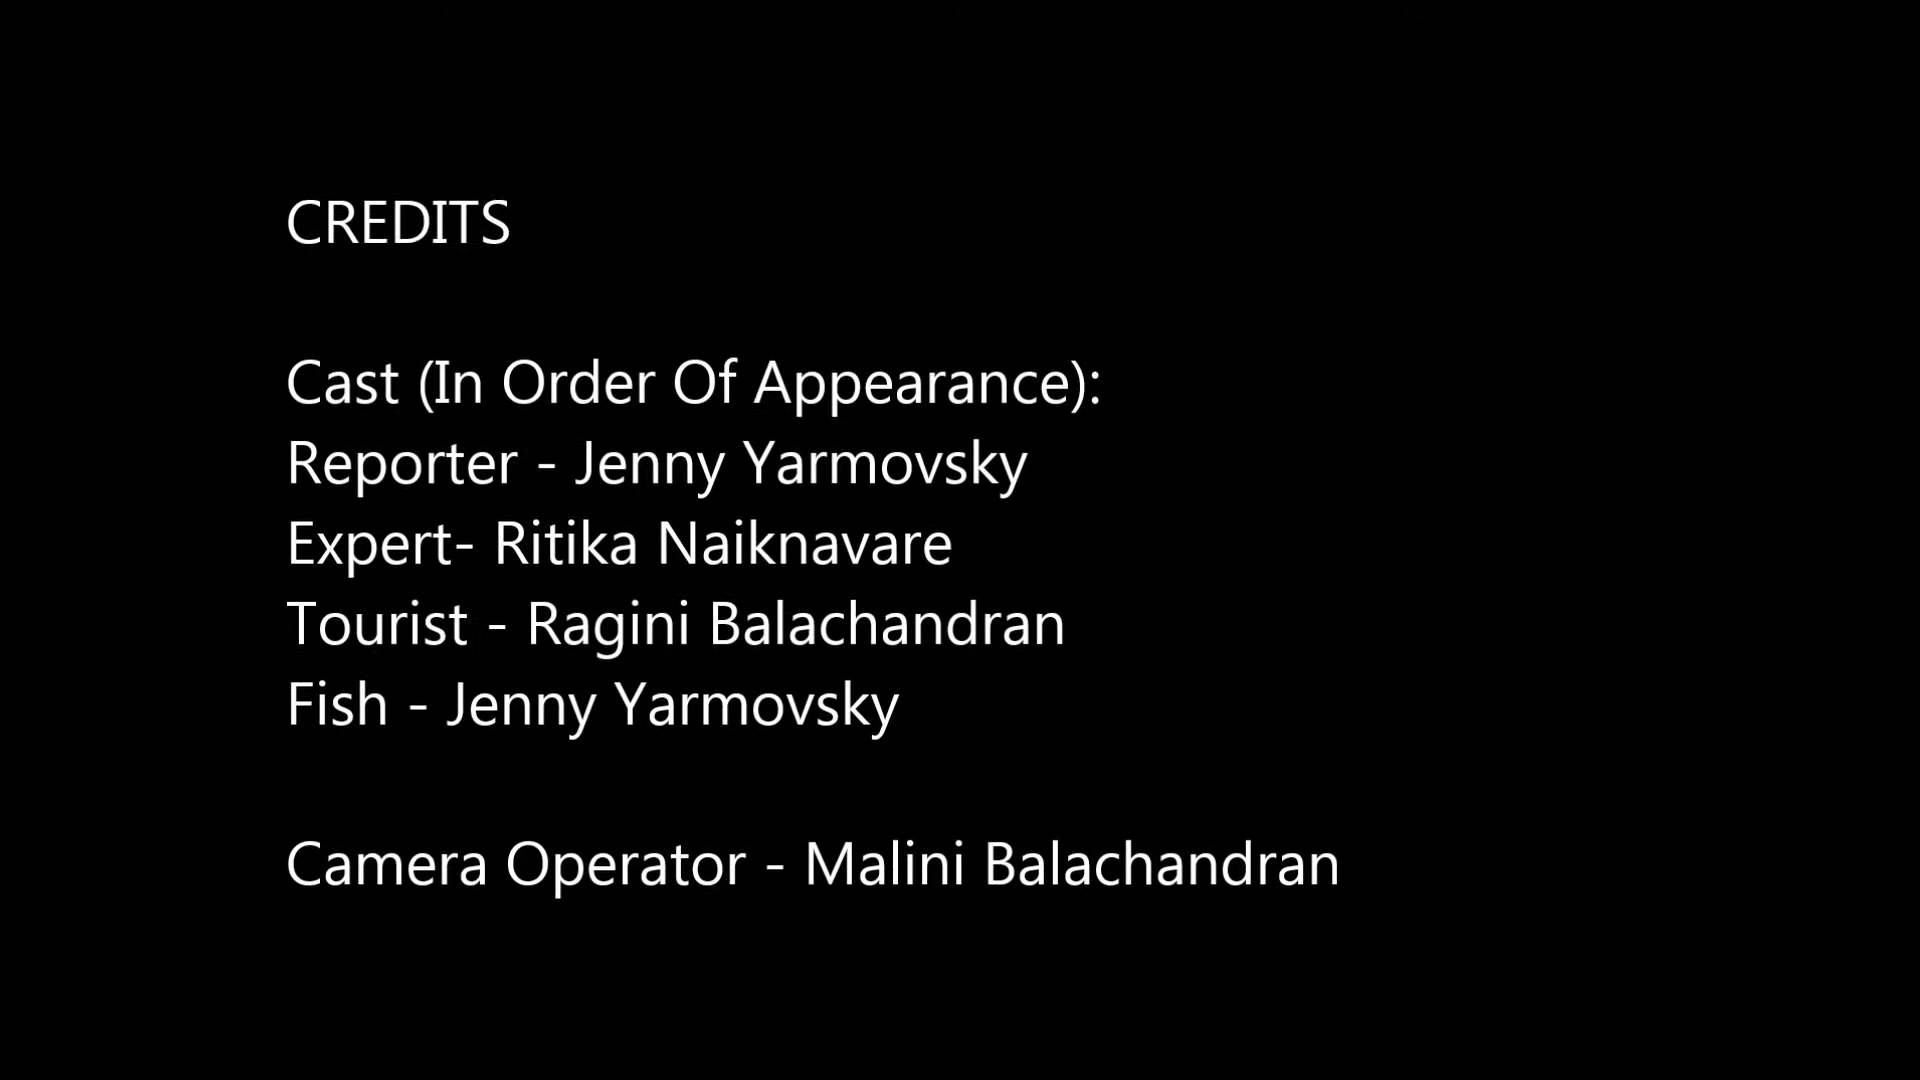 CREDITS
Cast (In Order Of Appearance):
Reporter - Jenny Yarmovsky
Expert- Ritika Naiknavare
Tourist - Ragini Balachandran
Fish - Jenny Yarmovsky
Camera Operator - Malini Balachandran